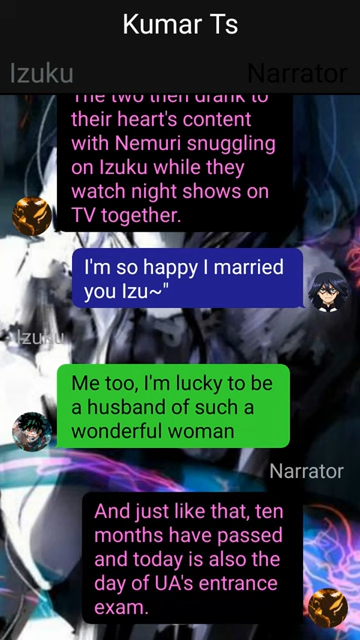 Kumar Ts
Izuku
Narrator
The two then drank to
their heart's content
with Nemuri snuggling
on Izuku while they
watch night shows on
TV together.
I'm so happy I married
you Izu~"
Izuku
Me too, I'm lucky to be
a husband of such a
wonderful woman
Narrator
And just like that, ten
months have passed
and today is also the
day of UA's entrance
exam.